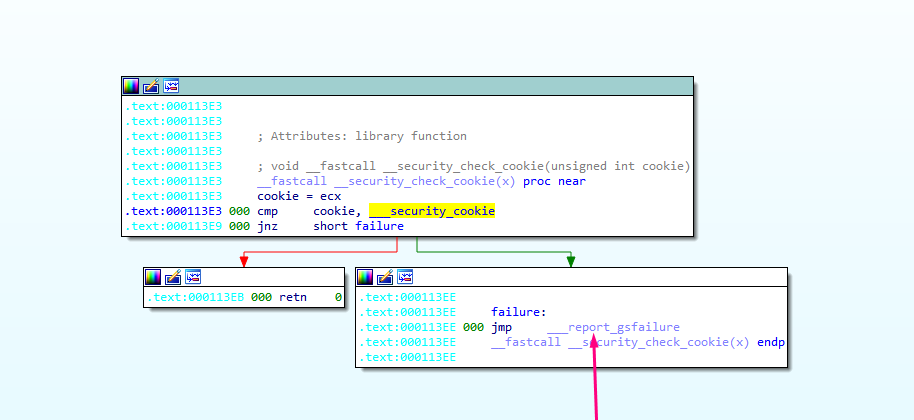 .text:000113E3
.text:000113E3
.text:000113E3 ; Attributes: library function
.text:000113E3
.text:000113E3 ; void __fastcall __security_check_cookie(unsigned int cookie)
.text:000113E3 __fastcall __security_check_cookie(x) proc near
.text:000113E3 cookie = ecx
.text:000113E3 000 cmp cookie, ___security_cookie
.text:000113E9 000 jnz short failure
.text:000113EB 000 retn 0
.text:000113EE
.text:000113EE failure:
.text:000113EE 000 jmp ___report_gsfailure
.text:000113EE __fastcall __security_check_cookie(x) endp
.text:000113EE